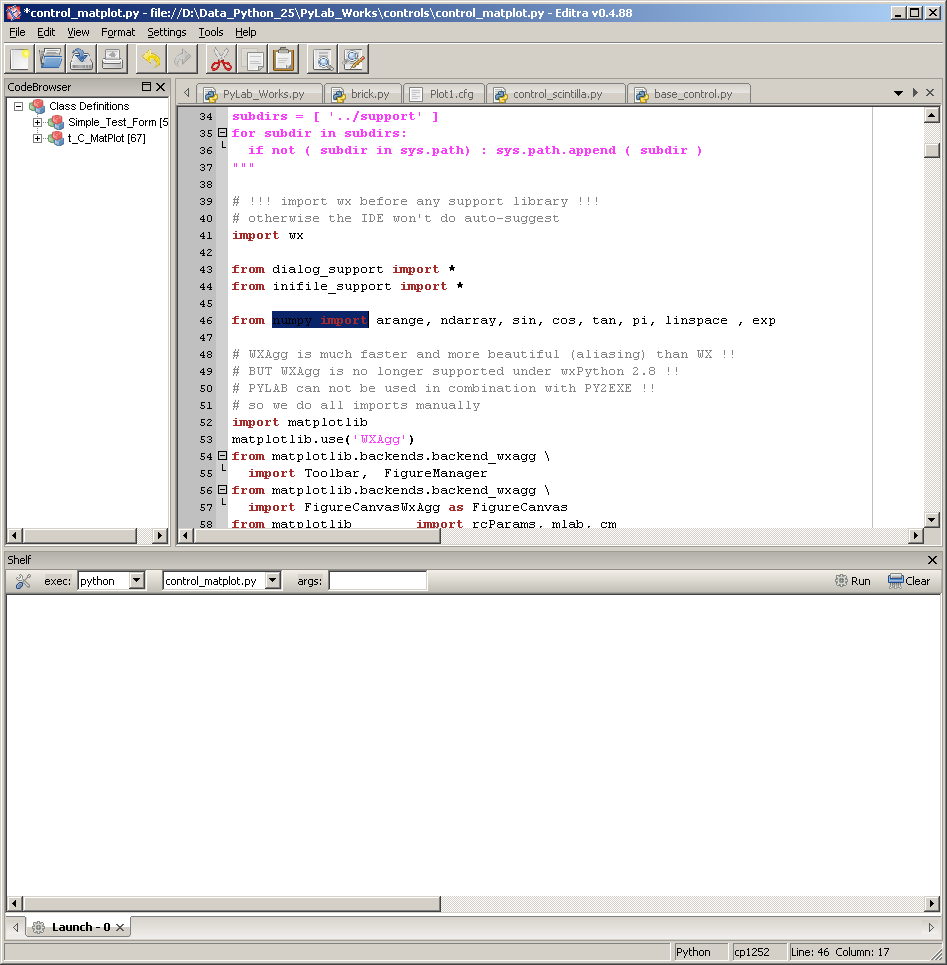 *control_matplot.py - file://D:\Data_Python_25\PyLab_Works\controls\control_matplot.py - Editra v0.4.88
File Edit View Format Settings Tools Help
CodeBrowser
Class Definitions
Simple_Test_Form [5
t_C_MatPlot [67]
PyLab_Works.py brick.py Plot1.cfg control_scintilla.py base_control.py
34 subdirs = [ '../support' ]
35 for subdir in subdirs:
36 if not ( subdir in sys.path) : sys.path.append ( subdir )
37 """
38
39 # !!! import wx before any support library !!!
40 # otherwise the IDE won't do auto-suggest
41 import wx
42
43 from dialog_support import *
44 from inifile_support import *
45
46 from numpy import arange, ndarray, sin, cos, tan, pi, linspace , exp
47
48 # WXAgg is much faster and more beautiful (aliasing) than WX !!
49 # BUT WXAgg is no longer supported under wxPython 2.8 !!
50 # PYLAB can not be used in combination with PY2EXE !!
51 # so we do all imports manually
52 import matplotlib
53 matplotlib.use('WXAgg')
54 from matplotlib.backends.backend_wxagg \
55 import Toolbar, FigureManager
56 from matplotlib.backends.backend_wxagg \
57 import FigureCanvasWxAgg as FigureCanvas
58 from matplotlib import rcParams, mlab, cm
Shelf
exec: python control_matplot.py args: Run Clear
Launch - 0
Python cp1252 Line: 46 Column: 17